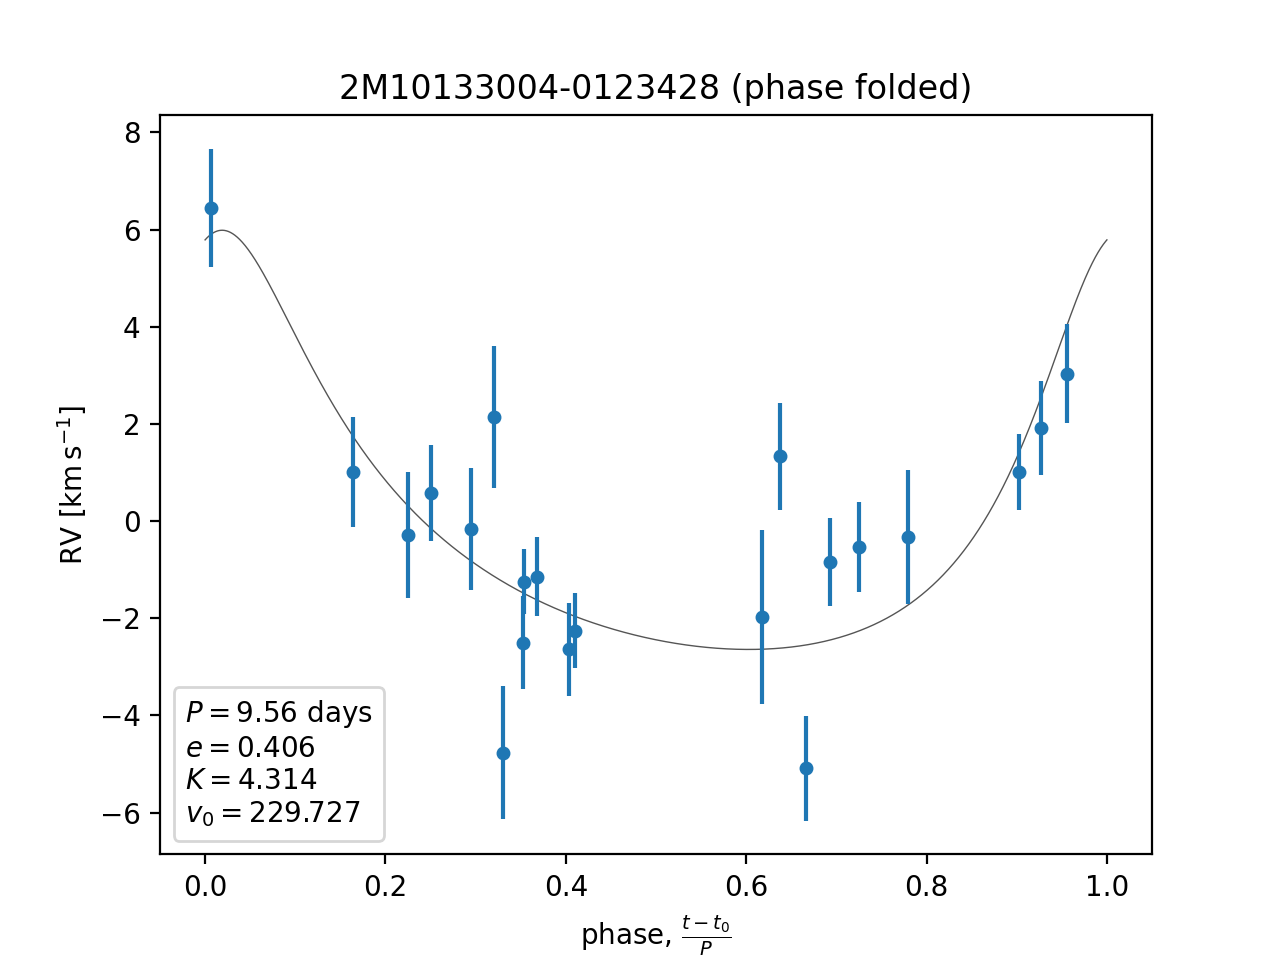 2M10133004-0123428 (phase folded)
8
6
4
2
0
−2
−4
−6
RV [km s⁻¹]
P = 9.56 days
e = 0.406
K = 4.314
v₀ = 229.727
0.0 0.2 0.4 0.6 0.8 1.0
phase, (t − t₀)/P